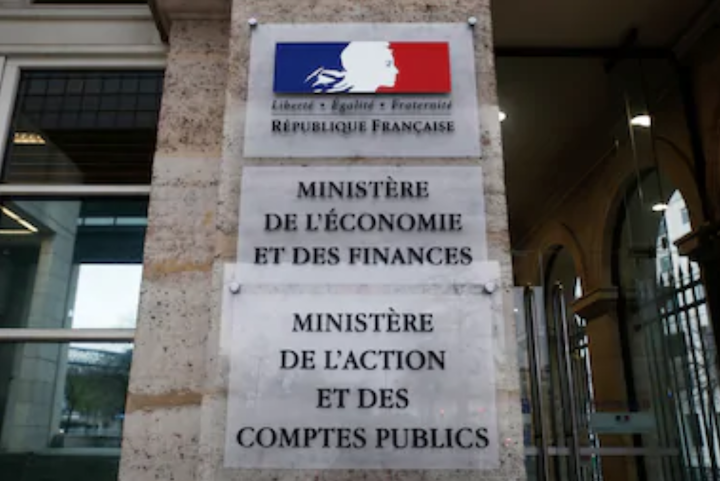 Liberté • Égalité • Fraternité
RÉPUBLIQUE FRANÇAISE
MINISTÈRE
DE L'ÉCONOMIE
ET DES FINANCES
MINISTÈRE
DE L'ACTION
ET DES
COMPTES PUBLICS